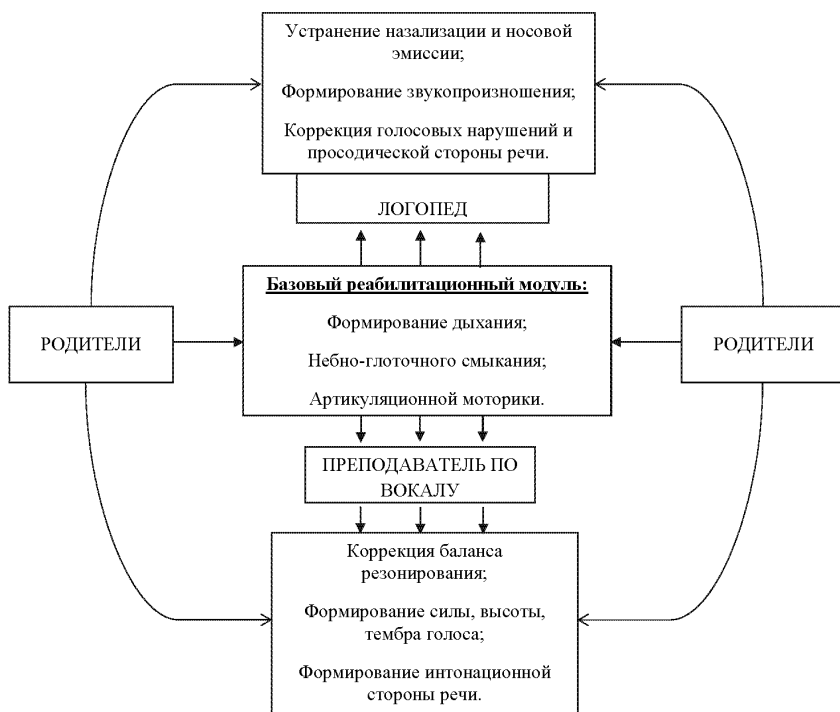 Устранение назализации и носовой
эмиссии;
Формирование звукопроизношения;
Коррекция голосовых нарушений и
просодической стороны речи.
ЛОГОПЕД
Базовый реабилитационный модуль:
Формирование дыхания;
Небно-глоточного смыкания;
Артикуляционной моторики.
РОДИТЕЛИ
РОДИТЕЛИ
ПРЕПОДАВАТЕЛЬ ПО
ВОКАЛУ
Коррекция баланса
резонирования;
Формирование силы, высоты,
тембра голоса;
Формирование интонационной
стороны речи.